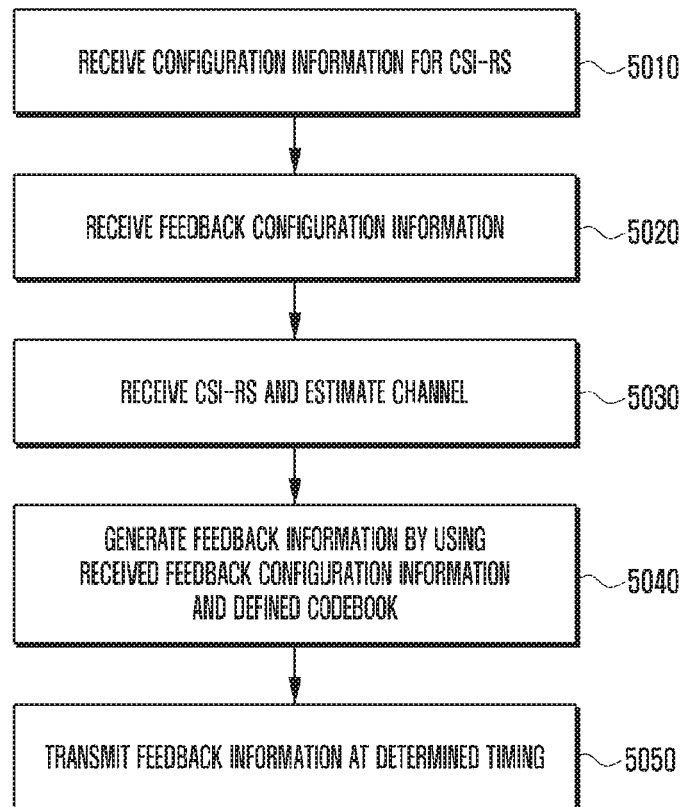 RECEIVE CONFIGURATION INFORMATION FOR CSI-RS
5010
RECEIVE FEEDBACK CONFIGURATION INFORMATION
5020
RECEIVE CSI-RS AND ESTIMATE CHANNEL
5030
GENERATE FEEDBACK INFORMATION BY USING
RECEIVED FEEDBACK CONFIGURATION INFORMATION
AND DEFINED CODEBOOK
5040
TRANSMIT FEEDBACK INFORMATION AT DETERMINED TIMING
5050